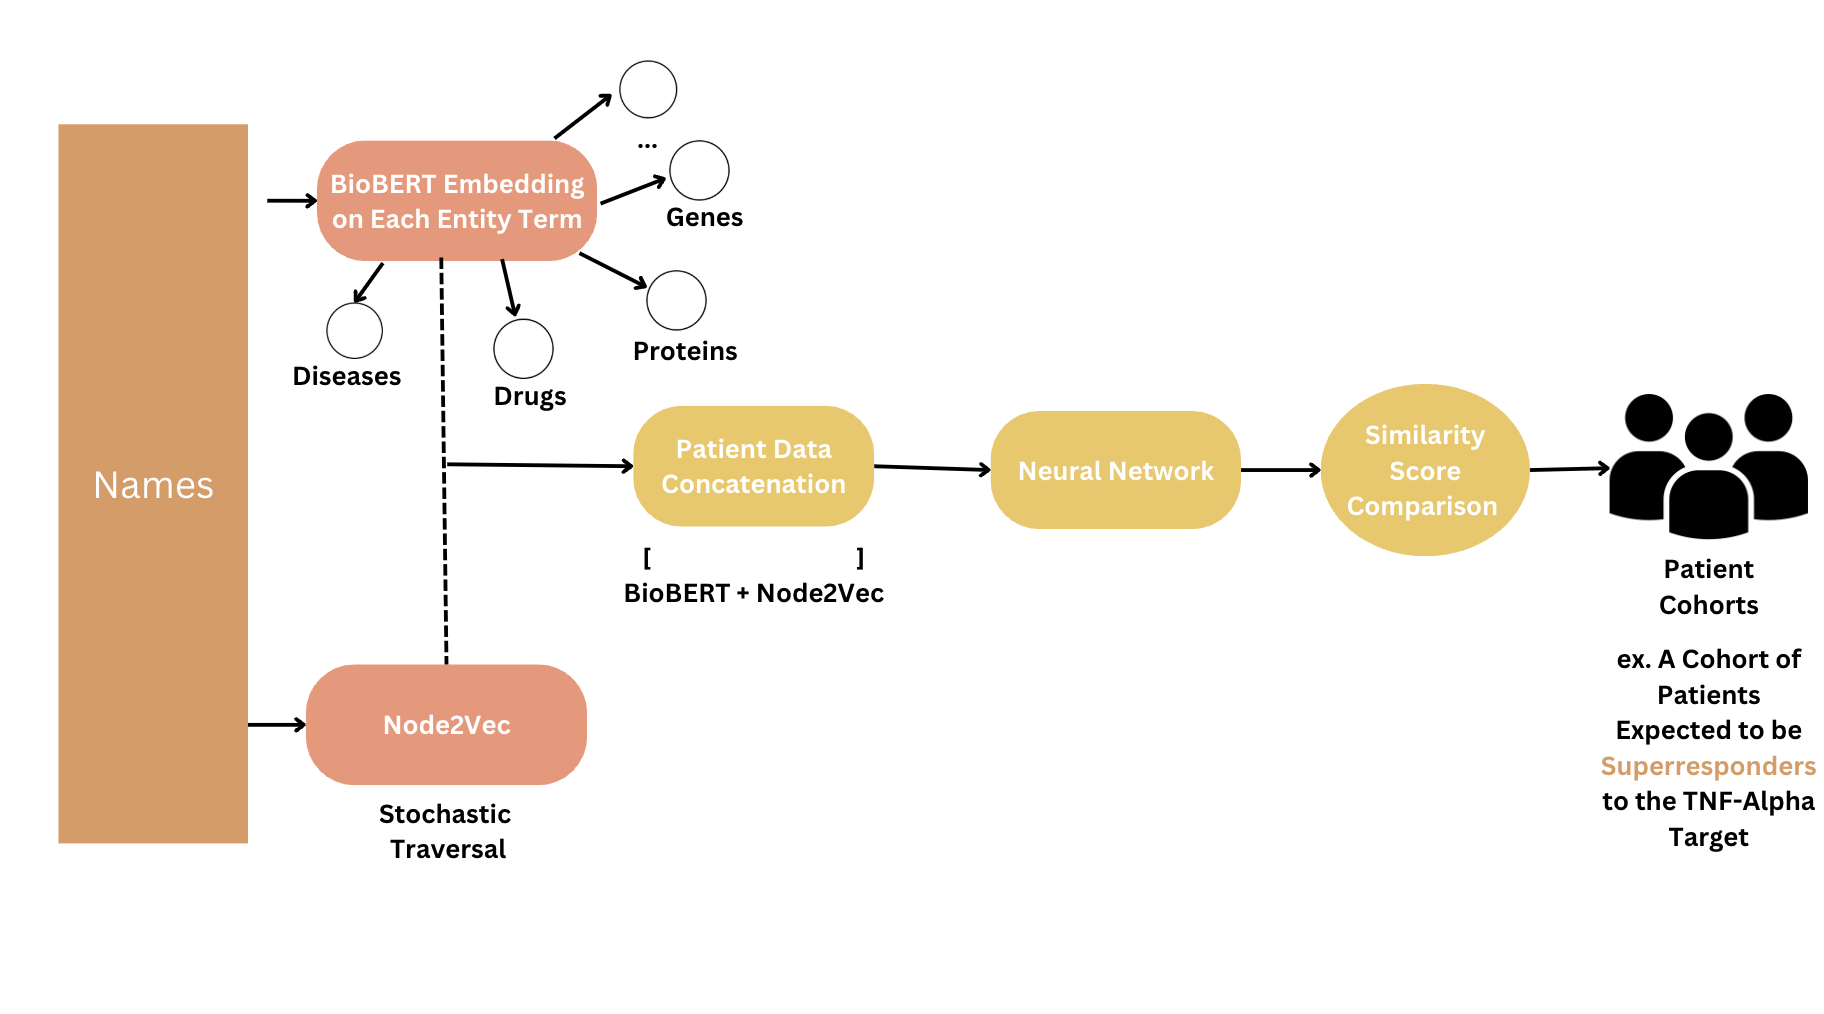 Names
BioBERT Embedding
on Each Entity Term
...
Genes
Proteins
Diseases
Drugs
Patient Data
Concatenation
[ ]
BioBERT + Node2Vec
Neural Network
Similarity
Score
Comparison
Node2Vec
Stochastic
Traversal
Patient
Cohorts
ex. A Cohort of
Patients
Expected to be
Superresponders
to the TNF-Alpha
Target